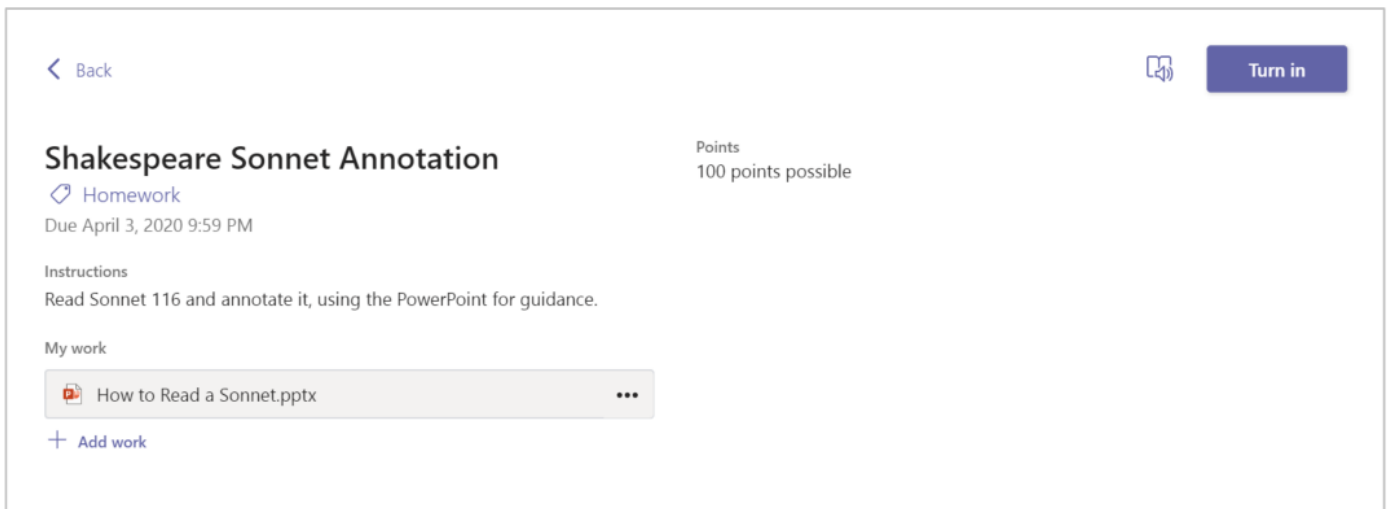 Back
Turn in
Shakespeare Sonnet Annotation
Homework
Due April 3, 2020 9:59 PM
Points
100 points possible
Instructions
Read Sonnet 116 and annotate it, using the PowerPoint for guidance.
My work
How to Read a Sonnet.pptx
Add work